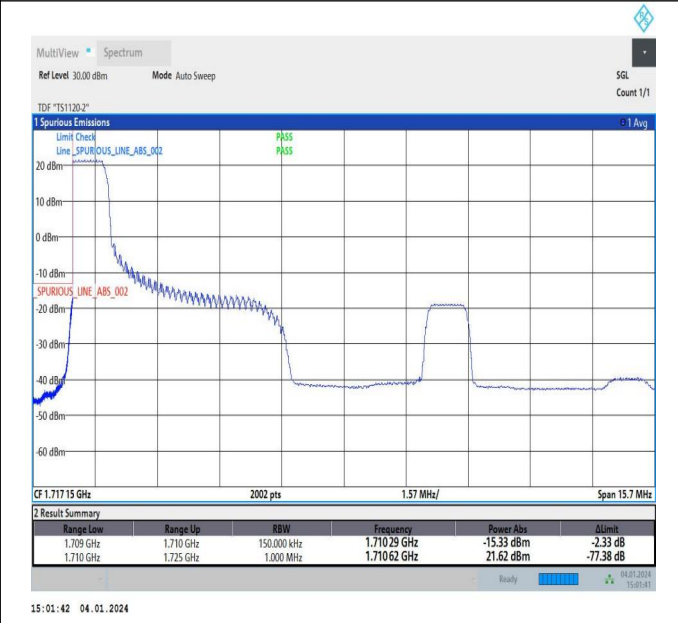 R&S
MultiView Spectrum
Ref Level 30.00 dBm Mode Auto Sweep SGL
Count 1/1
TDF "TS1120-2"
1 Spurious Emissions 1 Avg
Limit Check PASS
Line _SPURIOUS_LINE_ABS_002 PASS
20 dBm
10 dBm
0 dBm
-10 dBm
_SPURIOUS_LINE_ABS_002
-20 dBm
-30 dBm
-40 dBm
-50 dBm
-60 dBm
CF 1.717 15 GHz 2002 pts 1.57 MHz/ Span 15.7 MHz
2 Result Summary
Range Low Range Up RBW Frequency Power Abs ΔLimit
1.709 GHz 1.710 GHz 150.000 kHz 1.710 29 GHz -15.33 dBm -2.33 dB
1.710 GHz 1.725 GHz 1.000 MHz 1.710 62 GHz 21.62 dBm -77.38 dB
Ready 04.01.2024
15:01:41
15:01:42 04.01.2024